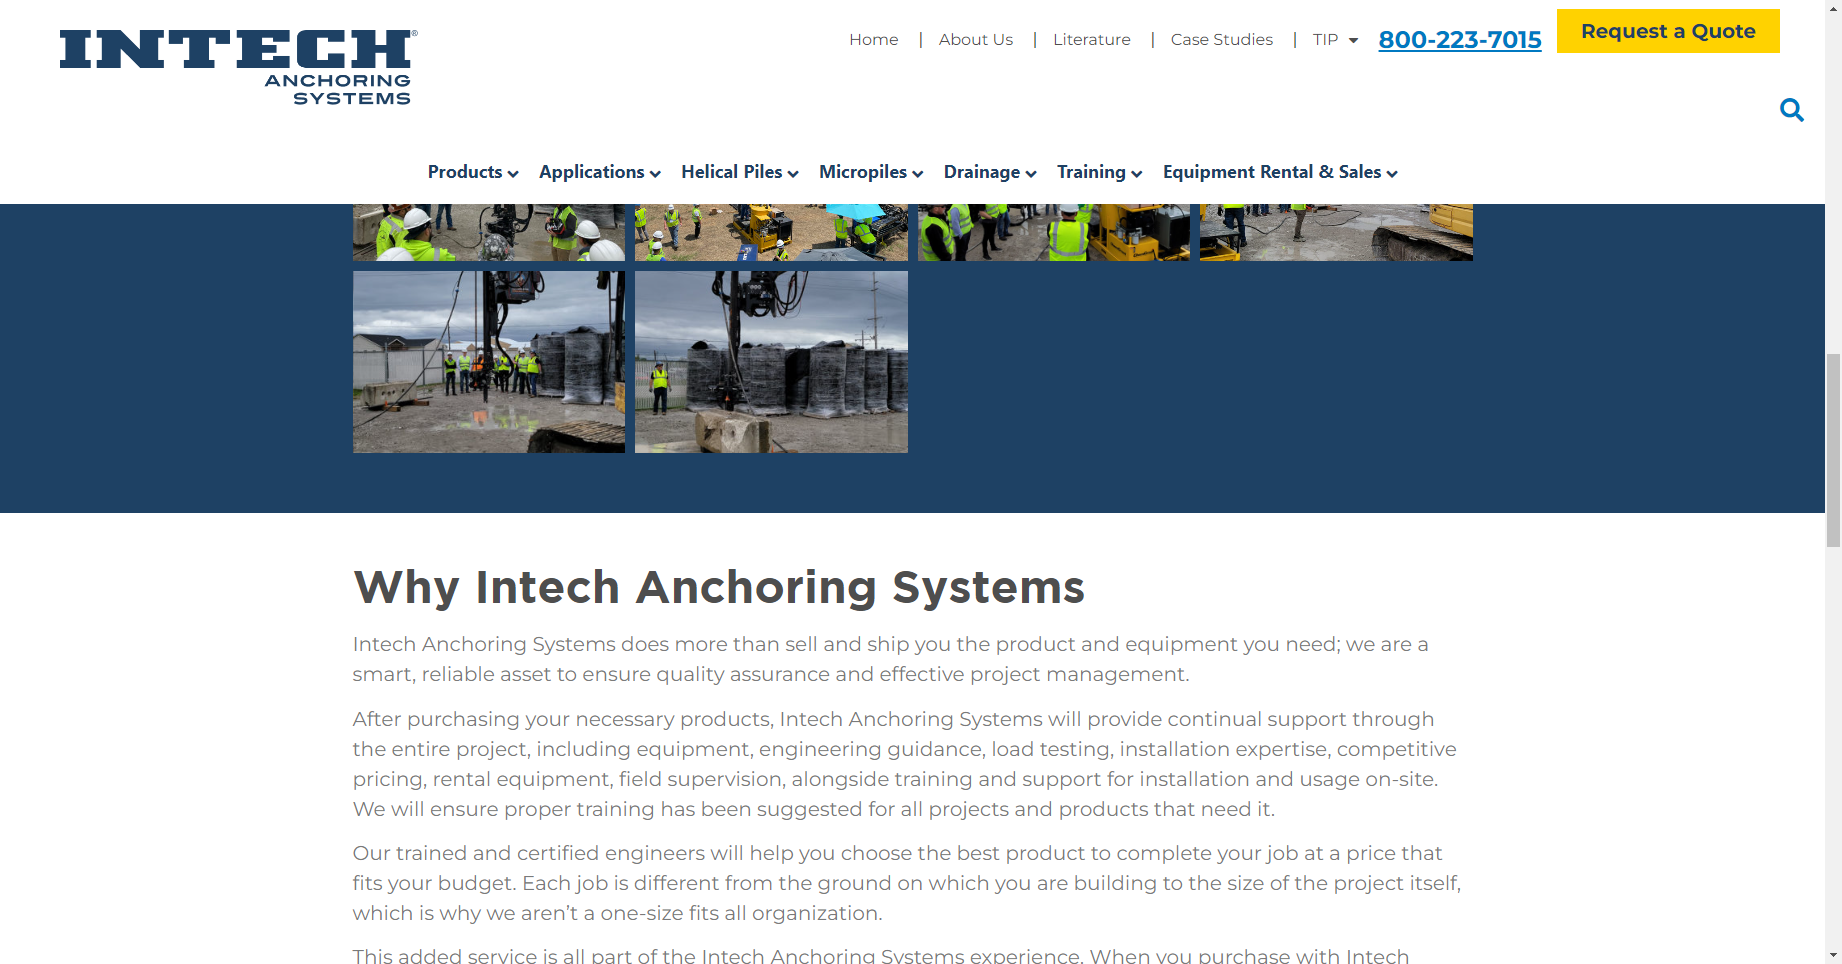 INTECH®
ANCHORING
SYSTEMS
Home | About Us | Literature | Case Studies | TIP 800-223-7015 Request a Quote
Products Applications Helical Piles Micropiles Drainage Training Equipment Rental & Sales
Why Intech Anchoring Systems
Intech Anchoring Systems does more than sell and ship you the product and equipment you need; we are a
smart, reliable asset to ensure quality assurance and effective project management.
After purchasing your necessary products, Intech Anchoring Systems will provide continual support through
the entire project, including equipment, engineering guidance, load testing, installation expertise, competitive
pricing, rental equipment, field supervision, alongside training and support for installation and usage on-site.
We will ensure proper training has been suggested for all projects and products that need it.
Our trained and certified engineers will help you choose the best product to complete your job at a price that
fits your budget. Each job is different from the ground on which you are building to the size of the project itself,
which is why we aren’t a one-size fits all organization.
This added service is all part of the Intech Anchoring Systems experience. When you purchase with Intech